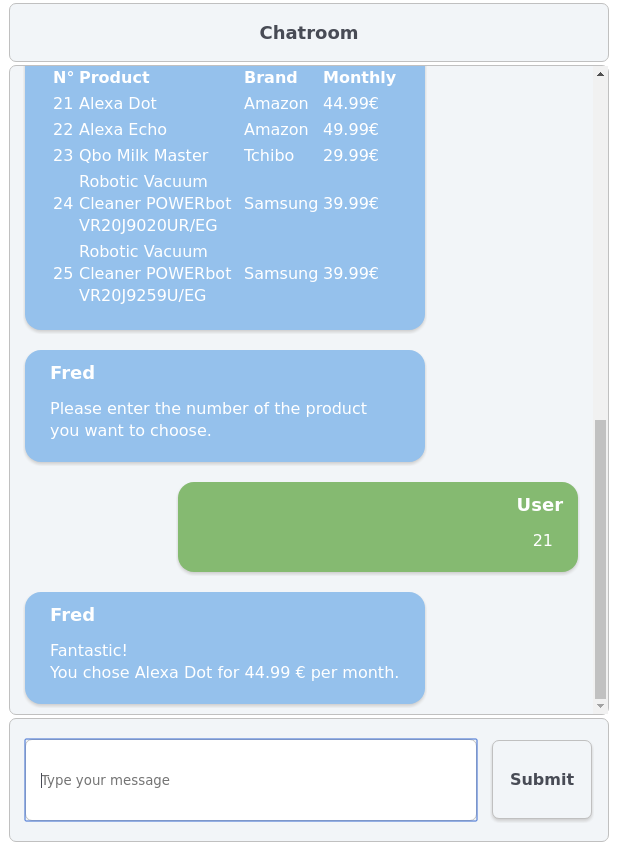 Chatroom
N° Product Brand Monthly
21 Alexa Dot Amazon 44.99€
22 Alexa Echo Amazon 49.99€
23 Qbo Milk Master Tchibo 29.99€
Robotic Vacuum
24 Cleaner POWERbot Samsung 39.99€
VR20J9020UR/EG
Robotic Vacuum
25 Cleaner POWERbot Samsung 39.99€
VR20J9259U/EG
Fred
Please enter the number of the product
you want to choose.
User
21
Fred
Fantastic!
You chose Alexa Dot for 44.99 € per month.
Type your message
Submit